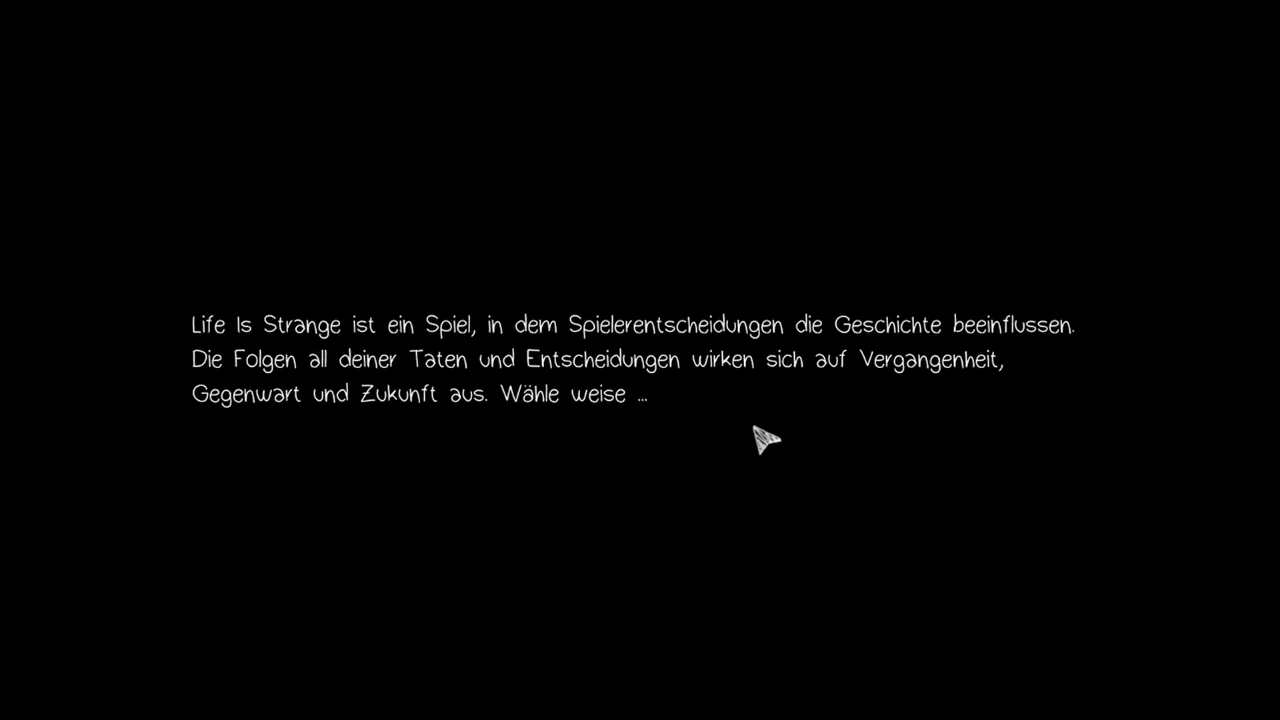 Life Is Strange ist ein Spiel, in dem Spielerentscheidungen die Geschichte beeinflussen.
Die Folgen all deiner Taten und Entscheidungen wirken sich auf Vergangenheit,
Gegenwart und Zukunft aus. Wähle weise ...